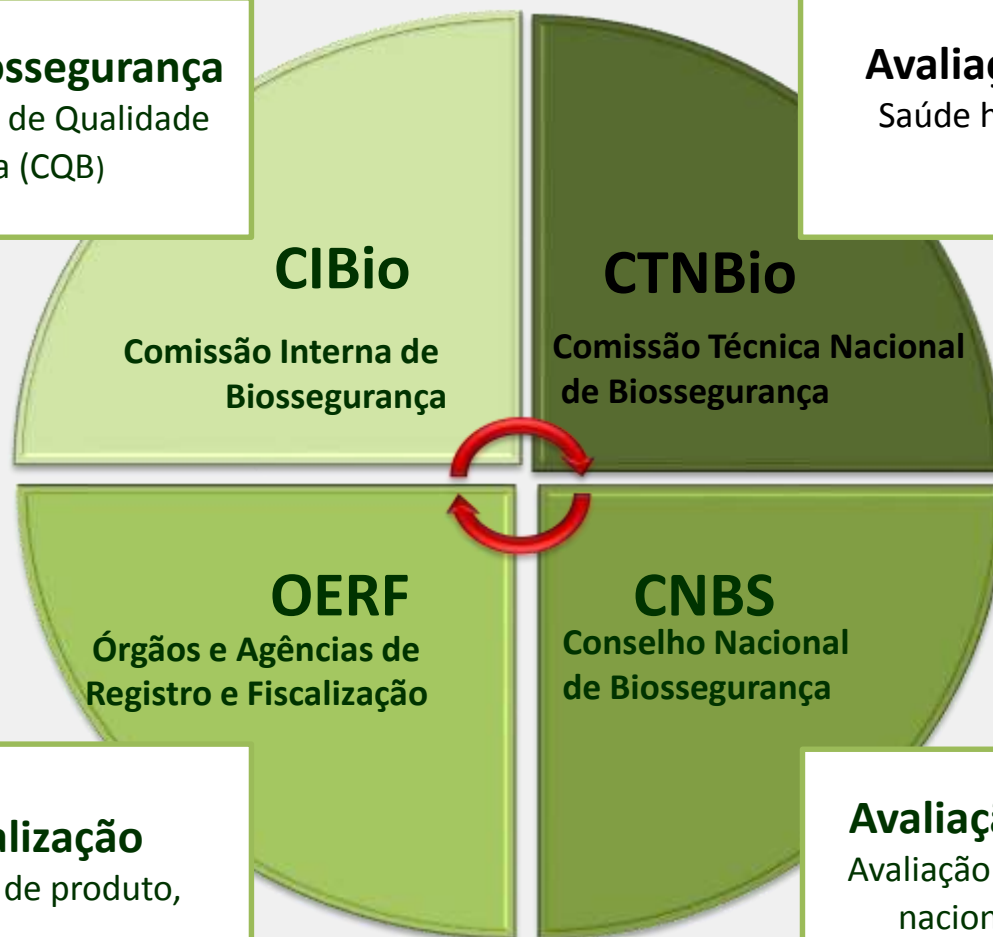 ossegurança
de Qualidade
a (CQB)
Avaliaç
Saúde h
CIBio
Comissão Interna de
Biossegurança
CTNBio
Comissão Técnica Nacional
de Biossegurança
OERF
Órgãos e Agências de
Registro e Fiscalização
CNBS
Conselho Nacional
de Biossegurança
alização
de produto,
Avaliaçã
Avaliação
nacion